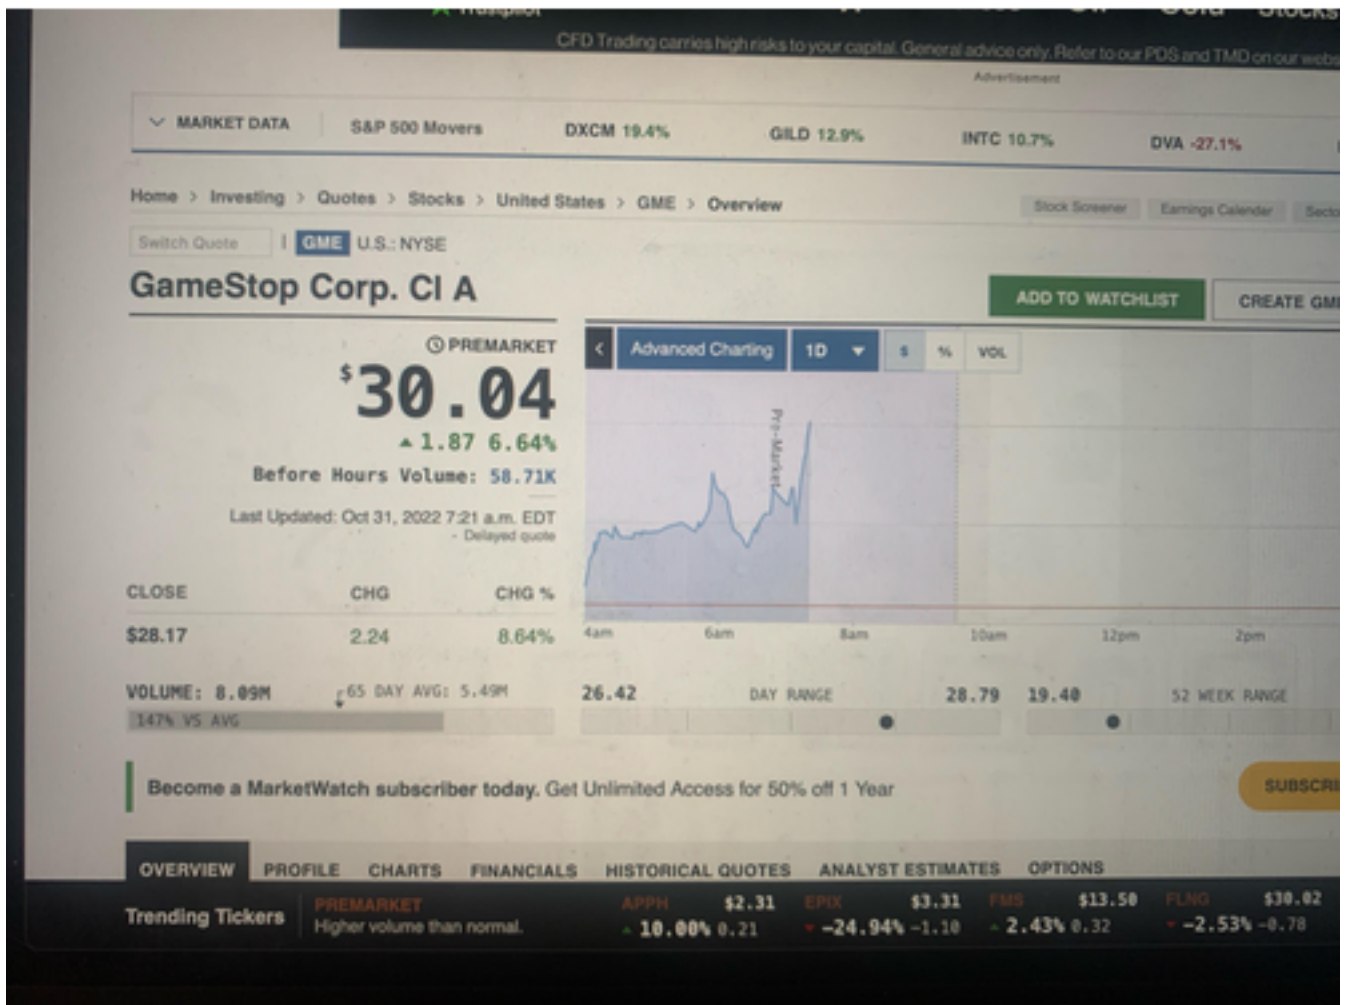 Trustpilot
CFD Trading carries high risks to your capital. General advice only. Refer to our PDS and TMD on our
Advertisement
MARKET DATA S&P 500 Movers DXCM 19.4% GILD 12.9% INTC 10.7% DVA -27.1%
Home > Investing > Quotes > Stocks > United States > GME > Overview
Stock Screener Earnings Calendar
Switch Quote | GME U.S.: NYSE
GameStop Corp. Cl A
ADD TO WATCHLIST CREATE
PREMARKET
< Advanced Charting 1D $ % VOL
$30.04
1.87 6.64%
Before Hours Volume: 58.71K
Last Updated: Oct 31, 2022 7:21 a.m. EDT
- Delayed quote
Pre-Market
4am 6am 8am 10am 12pm 2pm
CLOSE CHG CHG %
$28.17 2.24 8.64%
VOLUME: 8.09M 65 DAY AVG: 5.49M
147% VS AVG
26.42 DAY RANGE 28.79
19.40 52 WEEK RANGE
Become a MarketWatch subscriber today. Get Unlimited Access for 50% off 1 Year
OVERVIEW PROFILE CHARTS FINANCIALS HISTORICAL QUOTES ANALYST ESTIMATES OPTIONS
Trending Tickers
PREMARKET
Higher volume than normal.
APPH $2.31
10.00% 0.21
EPIX $3.31
-24.94% -1.10
FMS $13.50
2.43% 0.32
FLNG $30.02
-2.53% -0.78